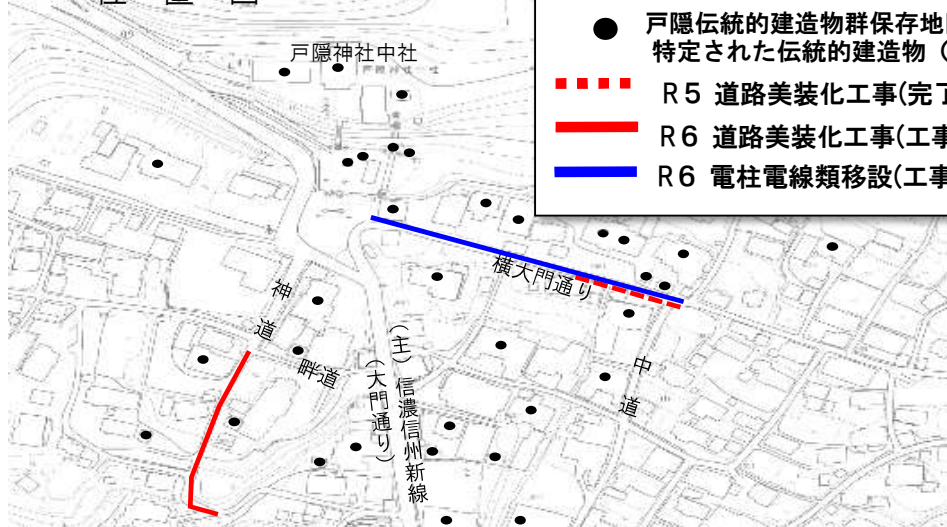 位置図
戸隠伝統的建造物群保存地
特定された伝統的建造物(
R5 道路美装化工事(完了
R6 道路美装化工事(工事
R6 電柱電線類移設(工事
戸隠神社中社
横大門通り
神道
畔道
(主)信濃信州新線
(大門通り)
中道